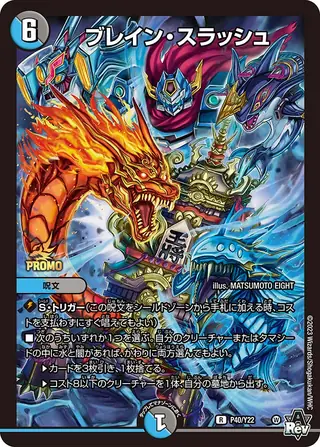 6
ブレイン・スラッシュ
王来
PROMO
illus. MATSUMOTO EIGHT
呪文
S・トリガー(この呪文をシールドゾーンから手札に加える時、コストを支払わずにすぐ唱えてもよい)
■次のうちいずれか1つを選ぶ。自分のクリーチャーまたはタマシードの中に水と闇があれば、かわりに両方選んでもよい。
▶カードを3枚引き、1枚捨てる。
▶コスト8以下のクリーチャーを1体、自分の墓地から出す。
©2023 Wizards/Shogakukan/WHC
1
R P40/Y22 W
Rev